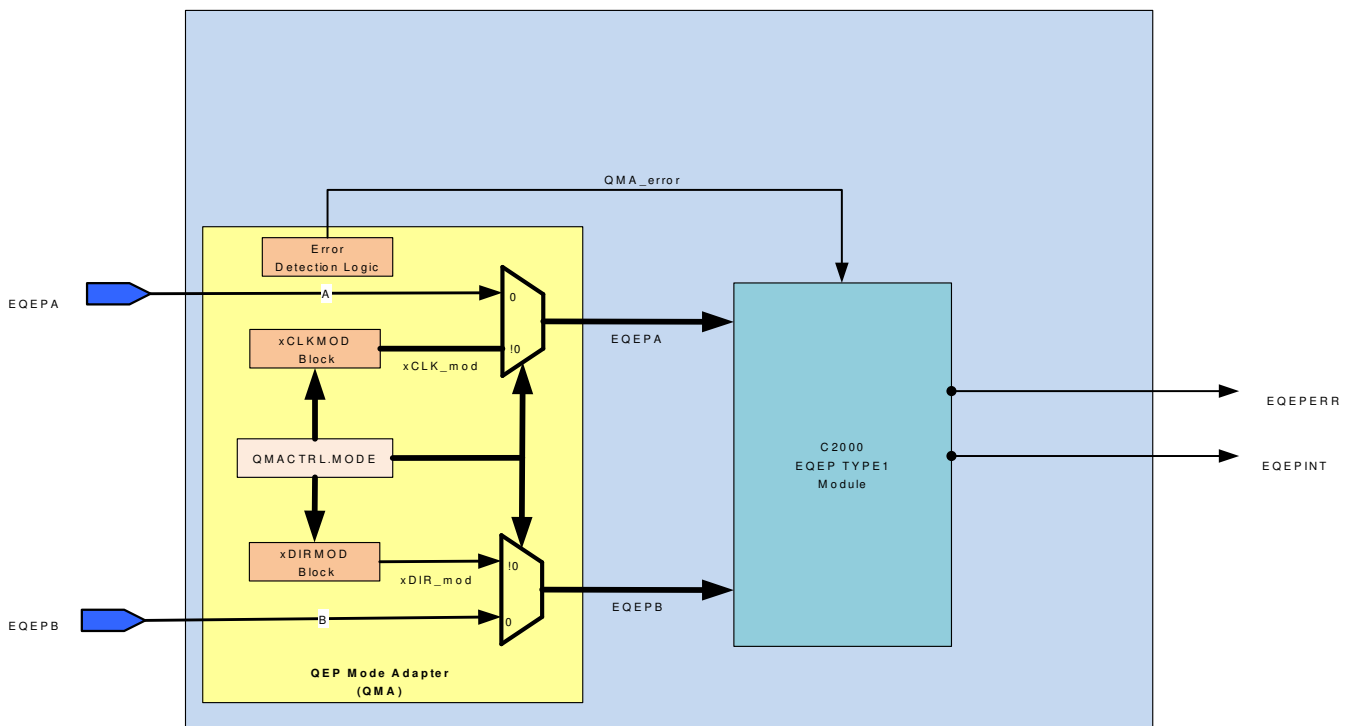 QMA_error
Error
Detection Logic
EQEPA
A
0
xCLKMOD
Block
xCLK_mod
!0
EQEPA
EQEPERR
QMACTRL.MODE
C2000
EQEP TYPE1
Module
EQEPINT
xDIRMOD
Block
xDIR_mod
!0
EQEPB
EQEPB
B
0
QEP Mode Adapter
(QMA)